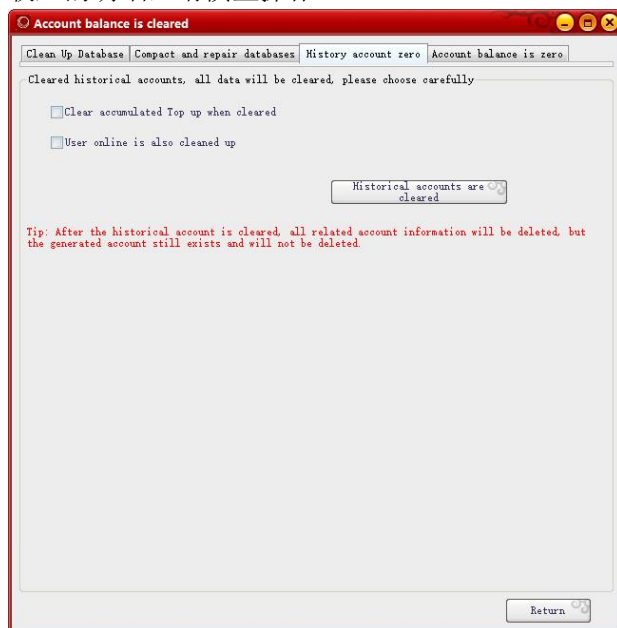 Account balance is cleared
Clean Up Database Compact and repair databases History account zero Account balance is zero
Cleared historical accounts, all data will be cleared, please choose carefully
Clear accumulated Top up when cleared
User online is also cleaned up
Historical accounts are
cleared
Tip: After the historical account is cleared, all related account information will be deleted, but
the generated account still exists and will not be deleted.
Return